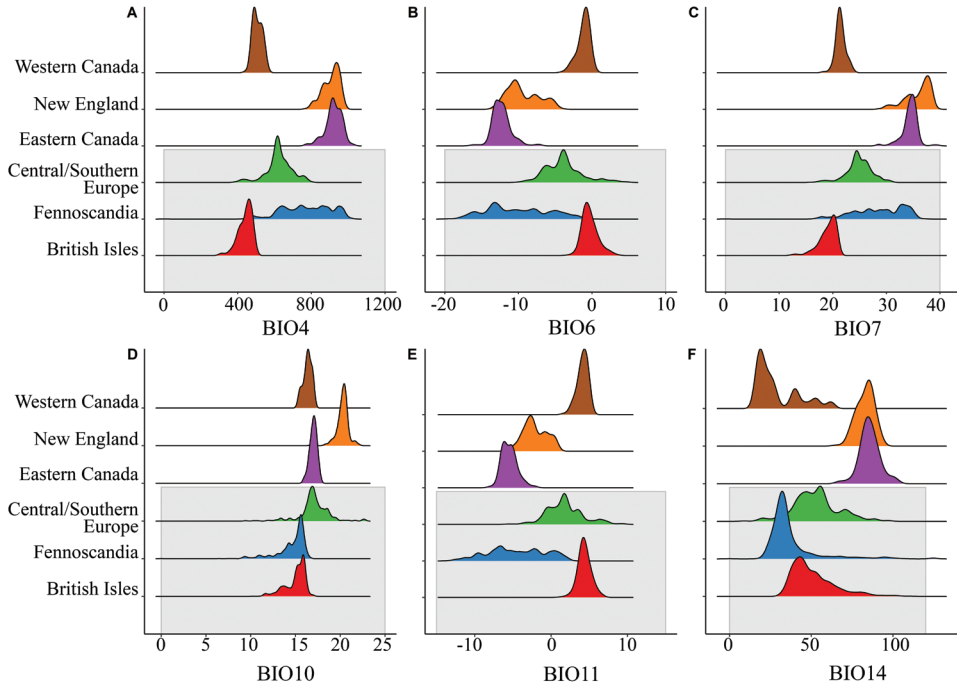 A
B
C
Western Canada
New England
Eastern Canada
Central/Southern
Europe
Fennoscandia
British Isles
0 400 800 1200
-20 -10 0 10
0 20 30 40
BIO4
BIO6
BIO7
D
E
F
Western Canada
New England
Eastern Canada
Central/Southern
Europe
Fennoscandia
British Isles
0 5 10 15 20 25
-10 0 10
0 50 100
BIO10
BIO11
BIO14